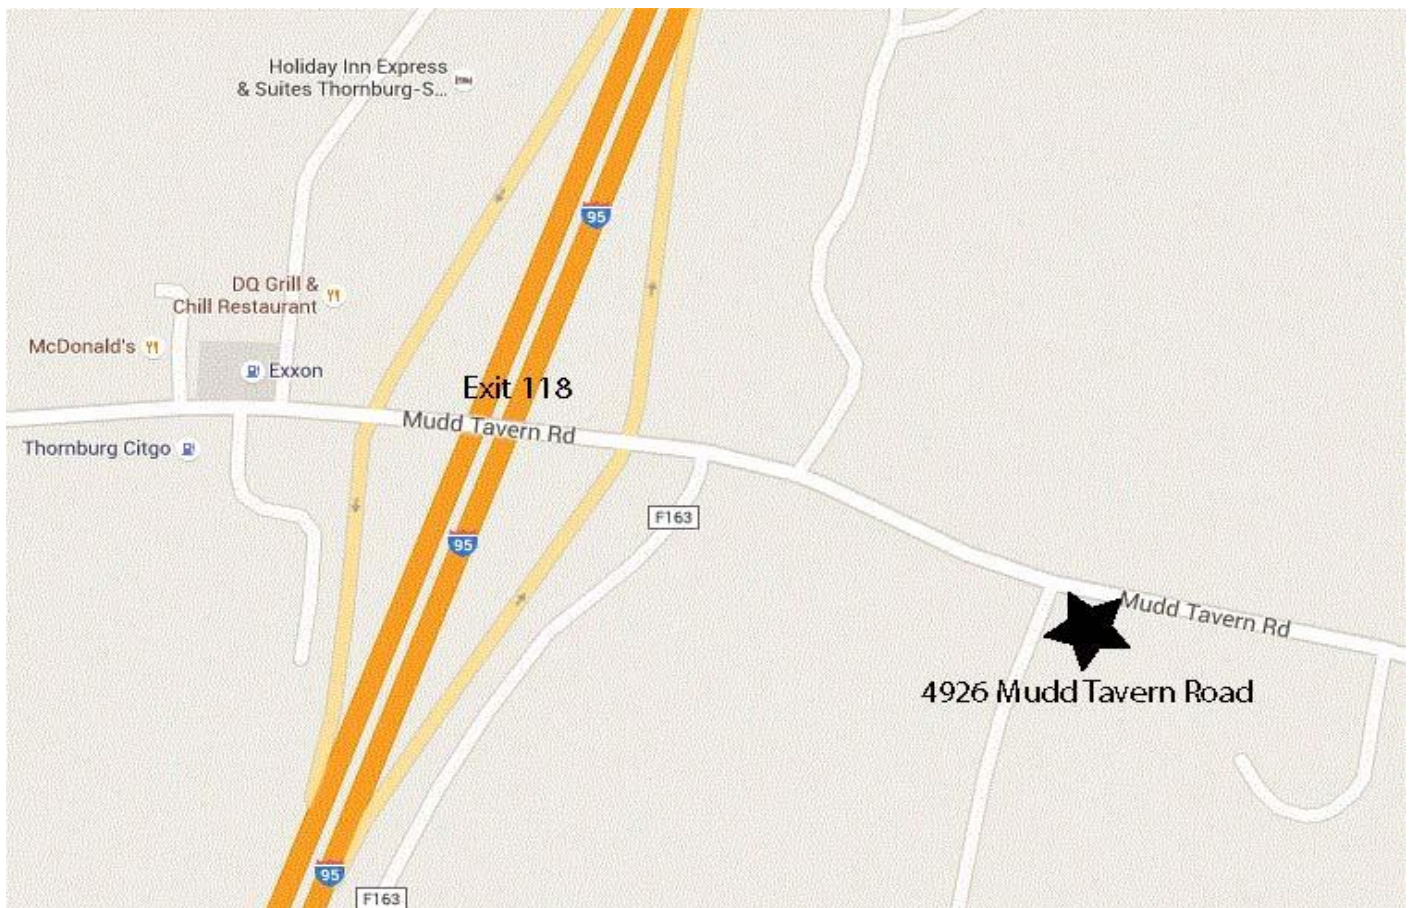 Holiday Inn Express
& Suites Thornburg-S...
95
DQ Grill &
Chill Restaurant
McDonald's
Exxon
Exit 118
Mudd Tavern Rd
Thornburg Citgo
F163
95
Mudd Tavern Rd
4926 Mudd Tavern Road
95
F163